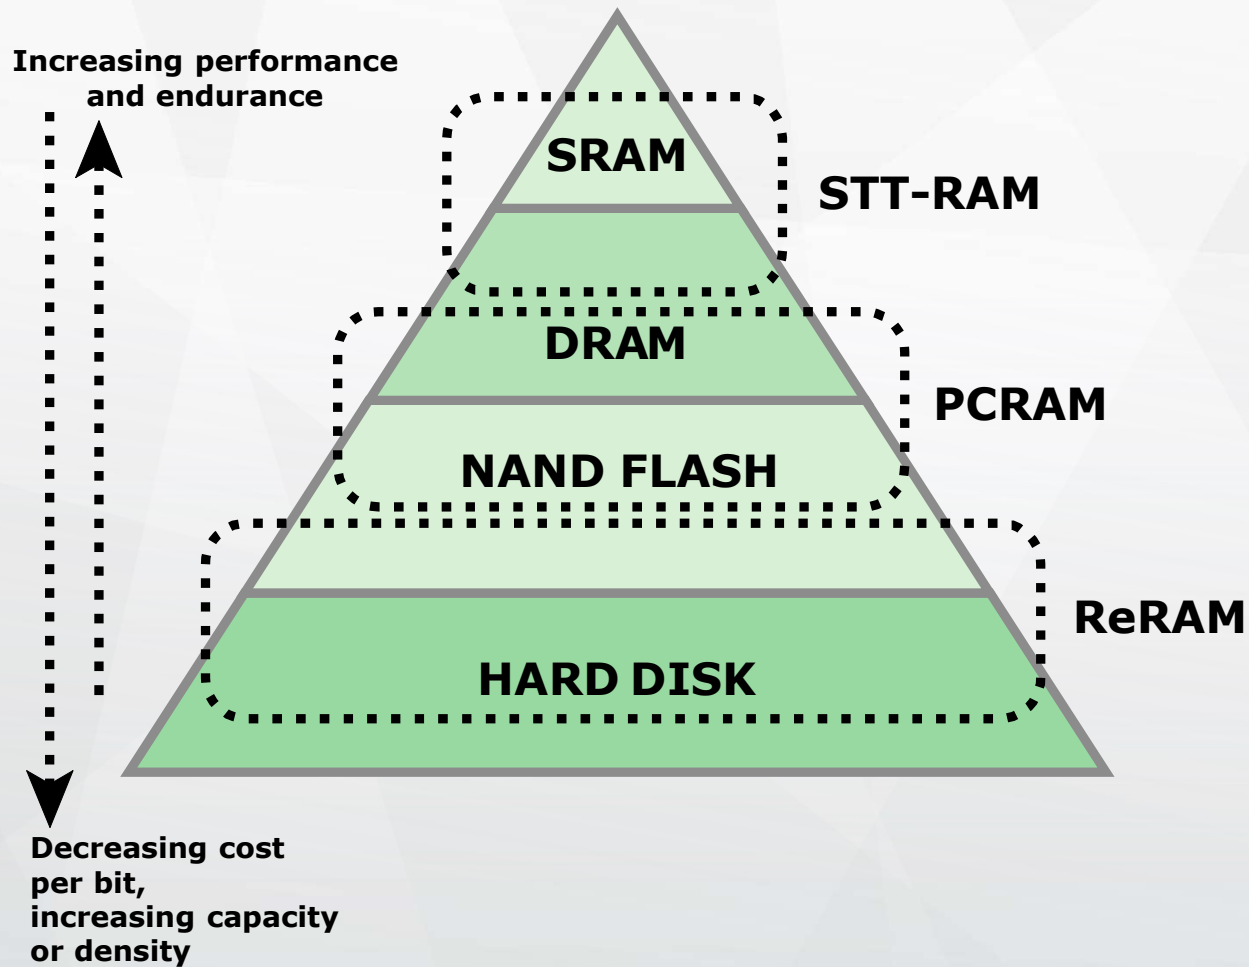 Increasing performance
and endurance
SRAM
STT-RAM
DRAM
PCRAM
NAND FLASH
ReRAM
HARD DISK
Decreasing cost
per bit,
increasing capacity
or density